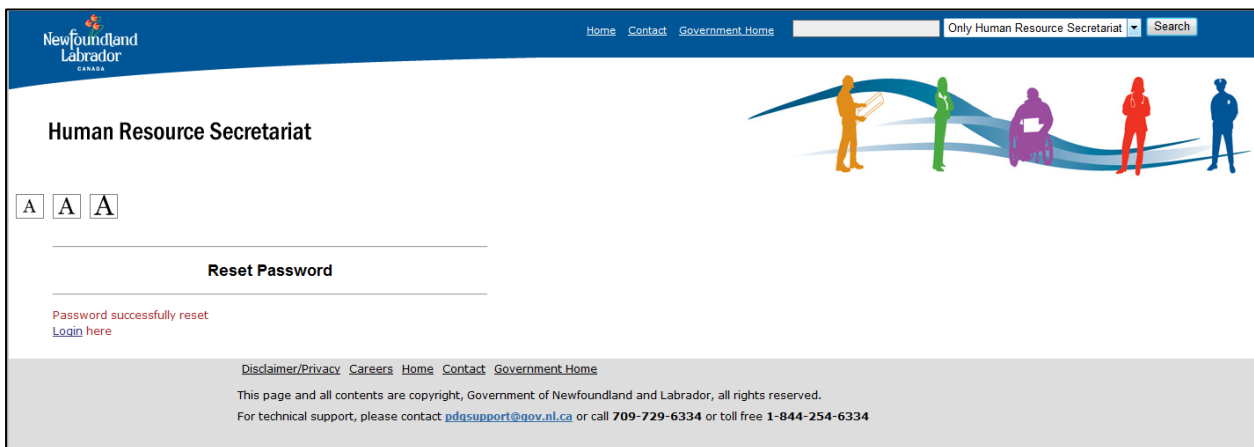 Newfoundland
Labrador
CANADA
Home Contact Government Home
Only Human Resource Secretariat
Search
Human Resource Secretariat
A A A
Reset Password
Password successfully reset
Login here
Disclaimer/Privacy Careers Home Contact Government Home
This page and all contents are copyright, Government of Newfoundland and Labrador, all rights reserved.
For technical support, please contact pdqsupport@gov.nl.ca or call 709-729-6334 or toll free 1-844-254-6334